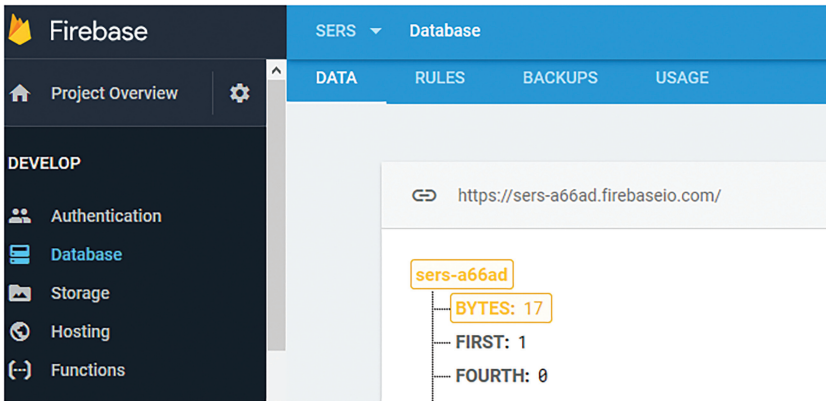 Firebase
SERS Database
Project Overview
DATA RULES BACKUPS USAGE
DEVELOP
Authentication
Database
Storage
Hosting
Functions
https://sers-a66ad.firebaseio.com/
sers-a66ad
BYTES: 17
FIRST: 1
FOURTH: 0